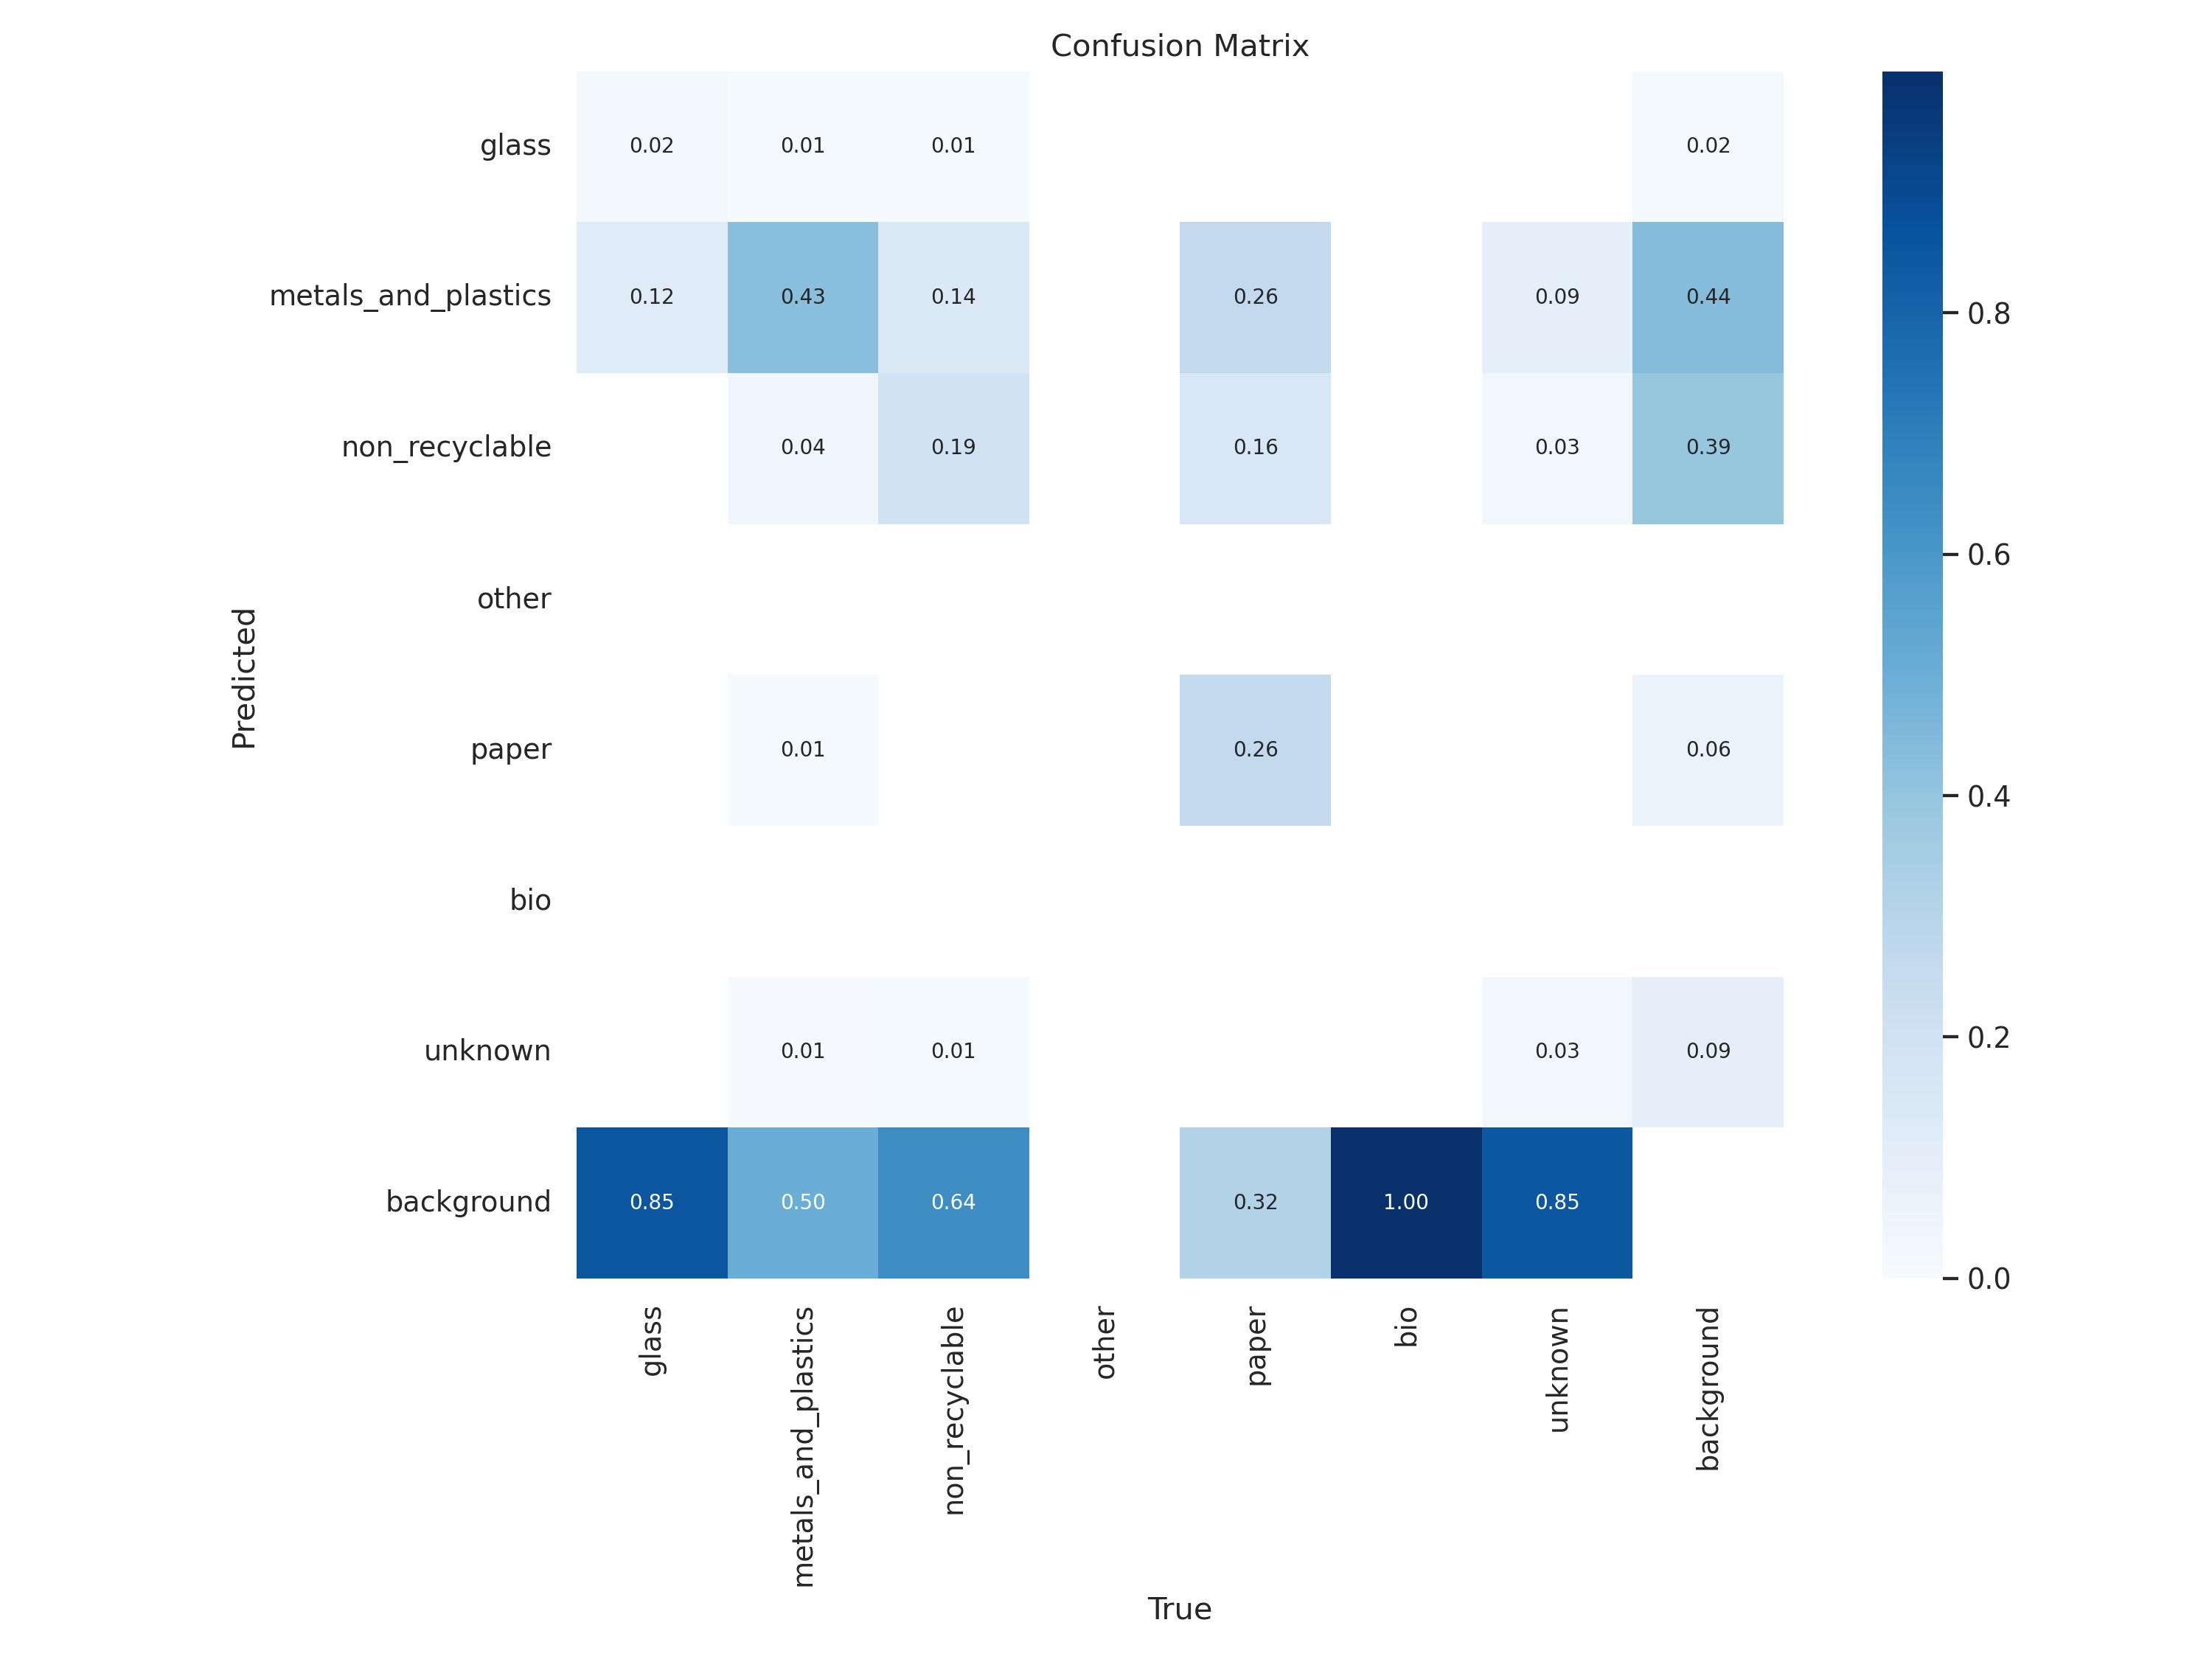 Confusion Matrix
glass 0.02 0.01 0.01 0.02
metals_and_plastics 0.12 0.43 0.14 0.26 0.09 0.44
non_recyclable 0.04 0.19 0.16 0.03 0.39
other
paper 0.01 0.26 0.06
bio
unknown 0.01 0.01 0.03 0.09
background 0.85 0.50 0.64 0.32 1.00 0.85
Predicted
glass
metals_and_plastics
non_recyclable
other
paper
bio
unknown
background
True
0.8
0.6
0.4
0.2
0.0